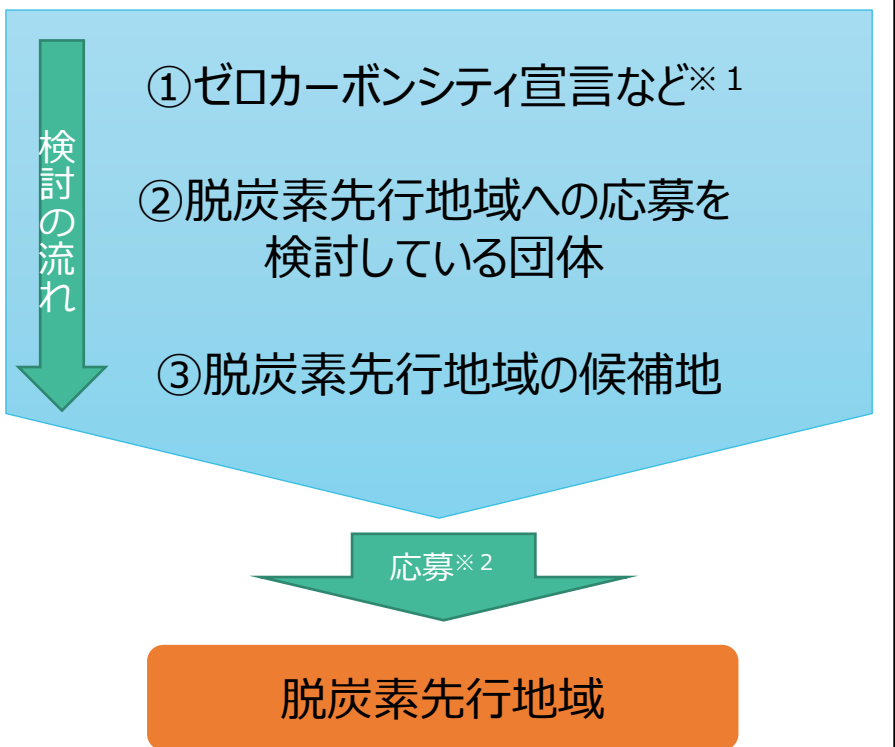 検討の流れ
①ゼロカーボンシティ宣言など※1
②脱炭素先行地域への応募を
検討している団体
③脱炭素先行地域の候補地
応募※2
脱炭素先行地域